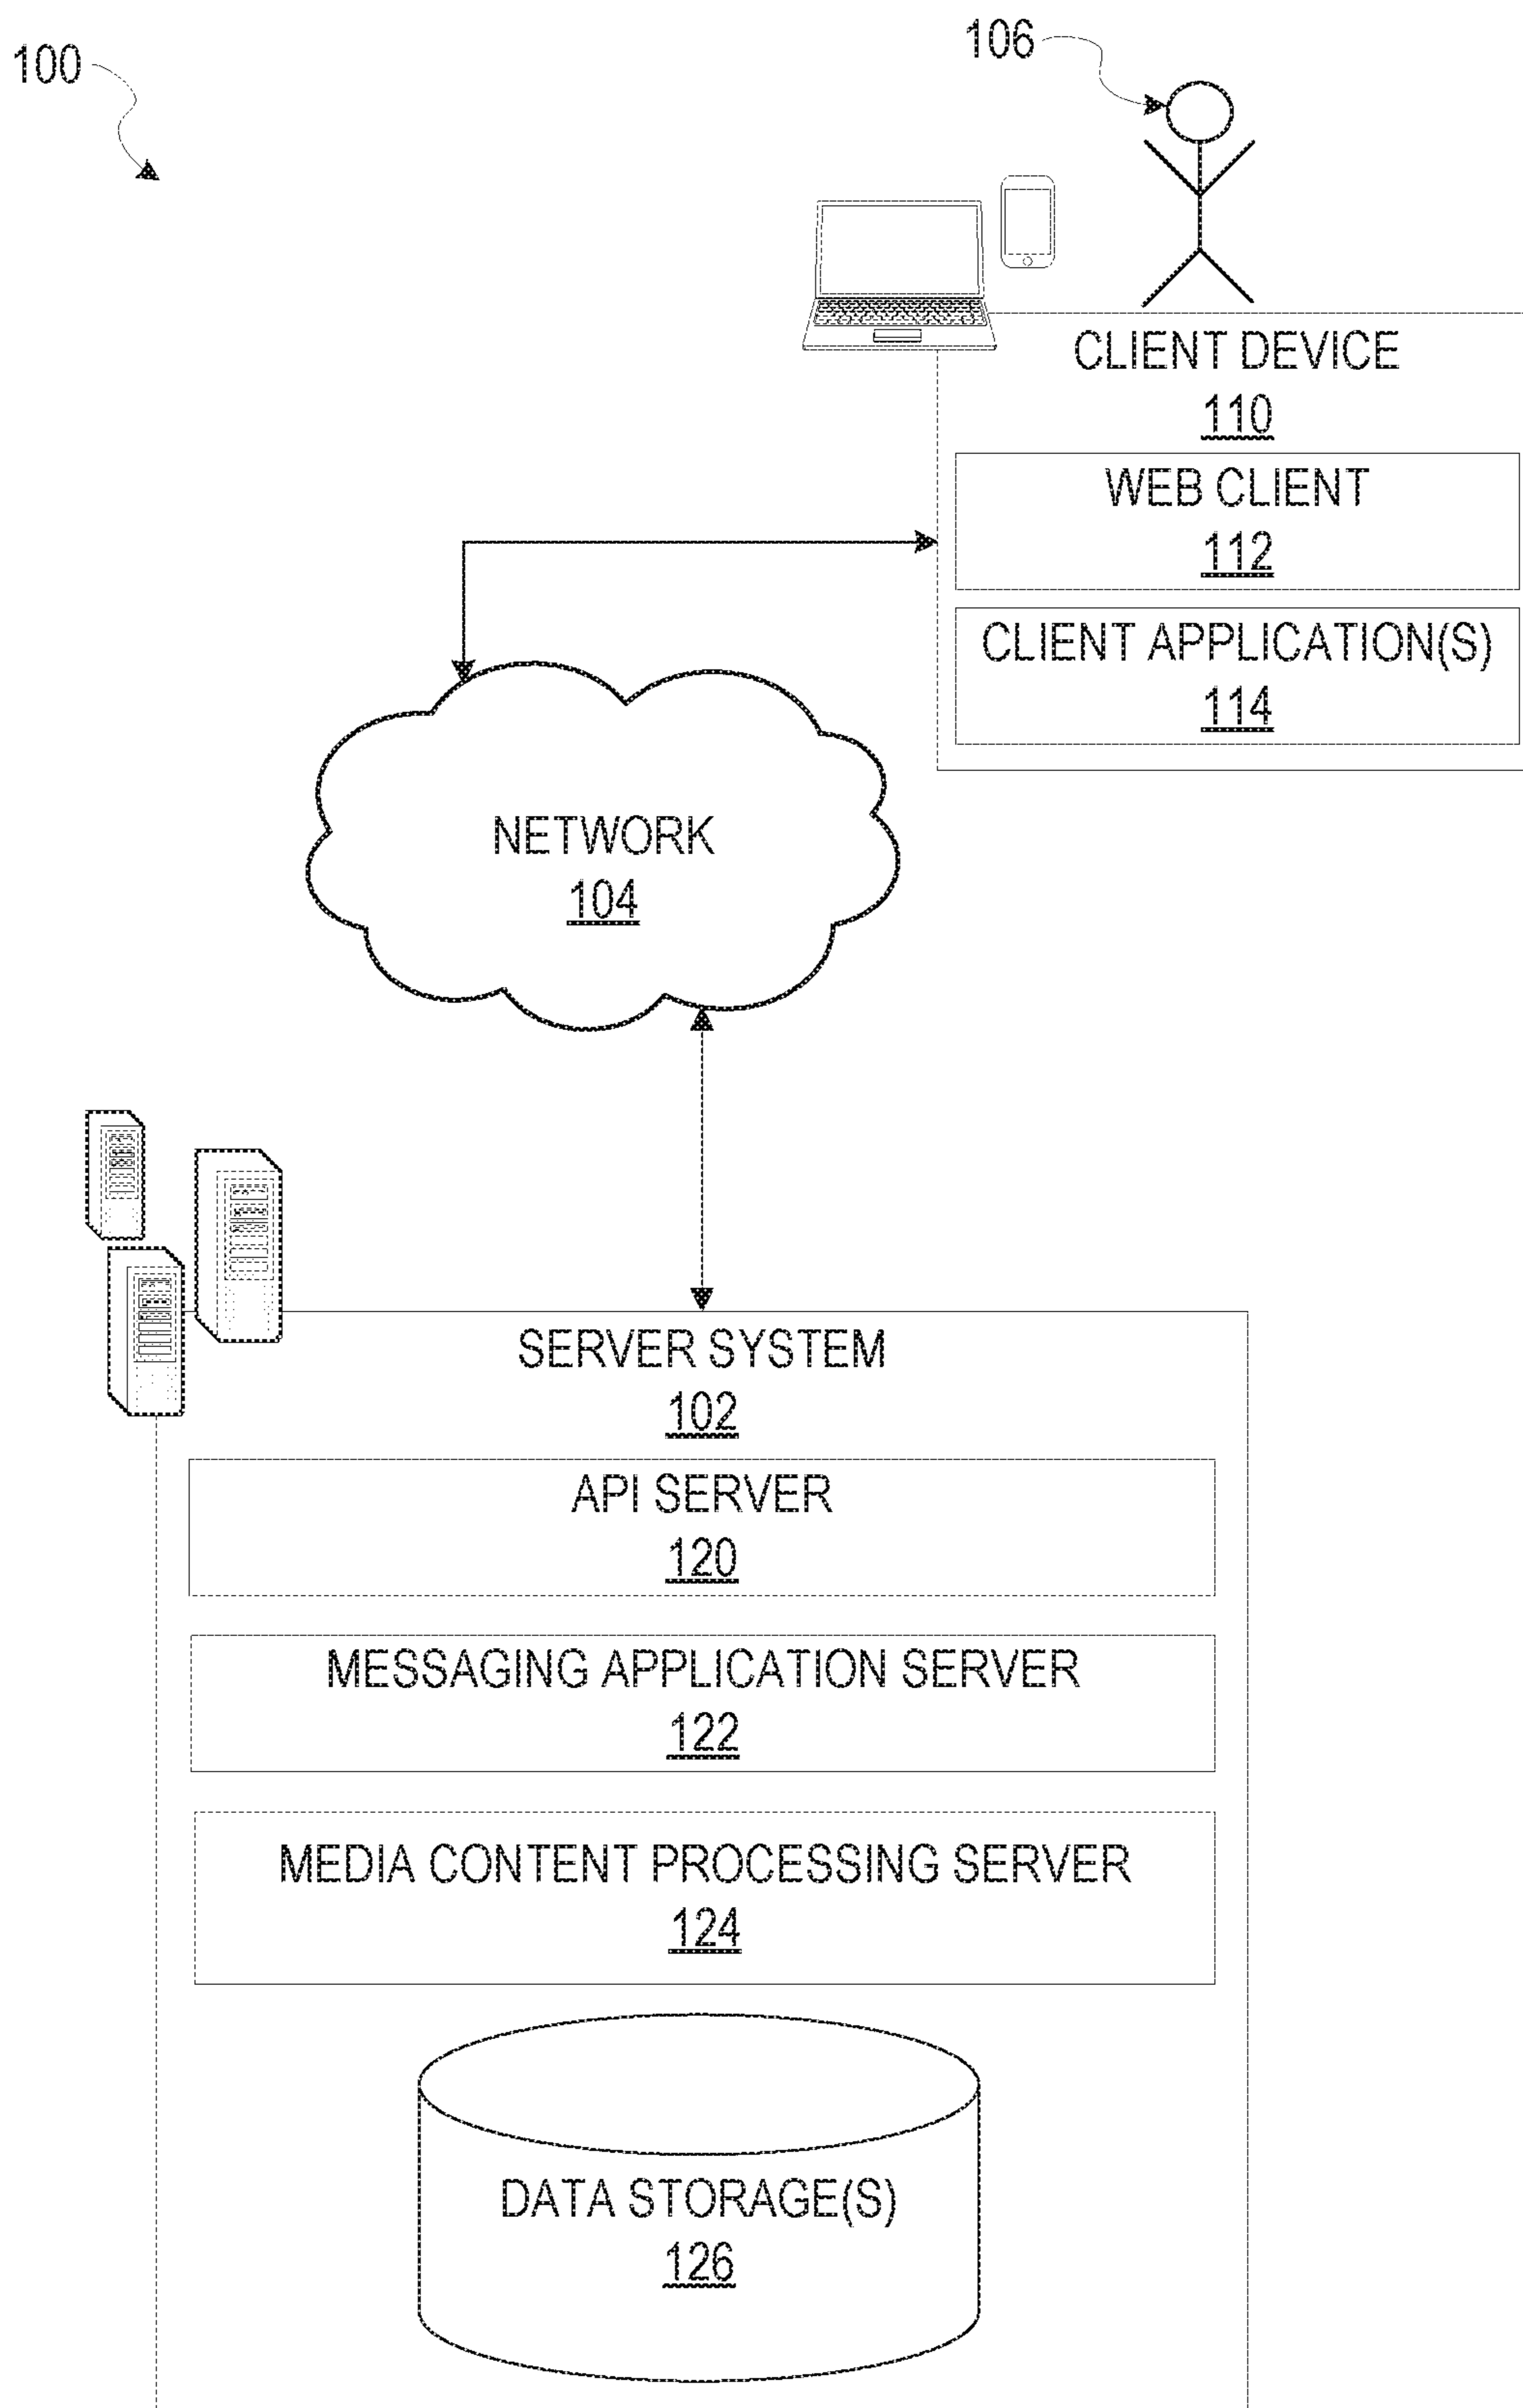 100
106
CLIENT DEVICE
110
WEB CLIENT
112
CLIENT APPLICATION(S)
114
NETWORK
104
SERVER SYSTEM
102
API SERVER
120
MESSAGING APPLICATION SERVER
122
MEDIA CONTENT PROCESSING SERVER
124
DATA STORAGE(S)
126